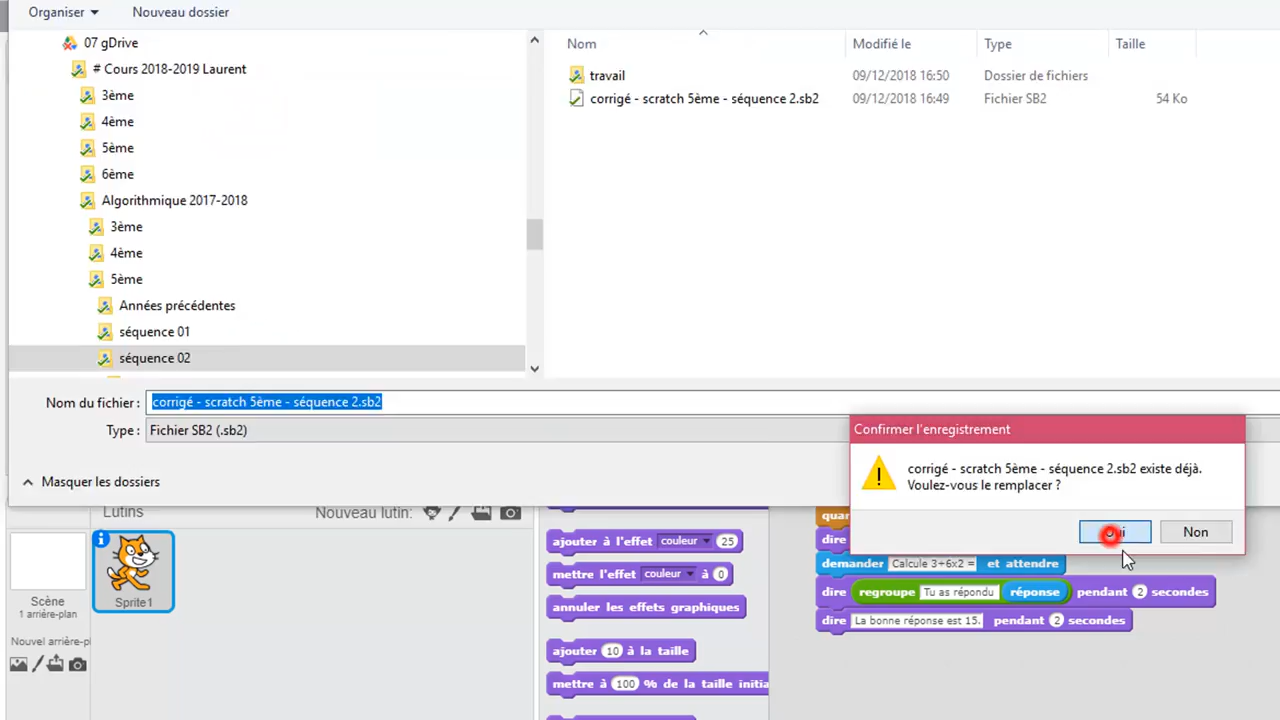 Organiser
Nouveau dossier
07 gDrive
# Cours 2018-2019 Laurent
3ème
4ème
5ème
6ème
Algorithmique 2017-2018
3ème
4ème
5ème
Années précédentes
séquence 01
séquence 02
Nom Modifié le Type Taille
travail 09/12/2018 16:50 Dossier de fichiers
corrigé - scratch 5ème - séquence 2.sb2 09/12/2018 16:49 Fichier SB2 54 Ko
Nom du fichier : corrigé - scratch 5ème - séquence 2.sb2
Type : Fichier SB2 (.sb2)
Masquer les dossiers
Confirmer l'enregistrement
corrigé - scratch 5ème - séquence 2.sb2 existe déjà.
Voulez-vous le remplacer ?
Non
Lutins
Nouveau lutin:
Scène
1 arrière-plan
Sprite1
Nouvel arrière-pl
ajouter à l'effet couleur 25
mettre l'effet couleur à 0
annuler les effets graphiques
ajouter 10 à la taille
mettre à 100 % de la taille initia
quar
dire
demander Calcule 3+6x2 = et attendre
dire regroupe Tu as répondu réponse pendant 2 secondes
dire La bonne réponse est 15. pendant 2 secondes